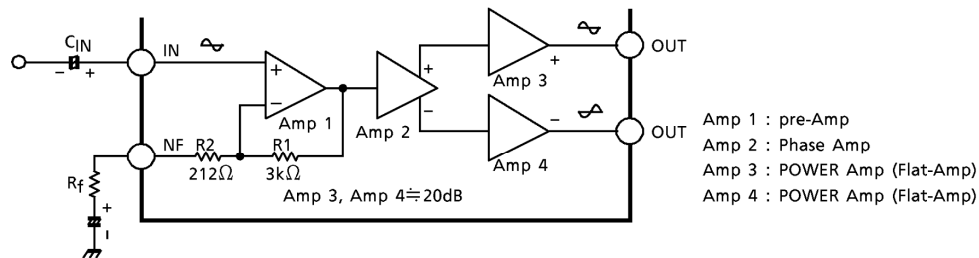 CIN
IN
OUT
+
Amp 3
+
− +
+
−
Amp 1
+
−
Amp 2
−
Amp 4
OUT
NF
R2
R1
212Ω
3kΩ
Rf
+
Amp 3, Amp 4≒20dB
Amp 1 : pre-Amp
Amp 2 : Phase Amp
Amp 3 : POWER Amp (Flat-Amp)
Amp 4 : POWER Amp (Flat-Amp)